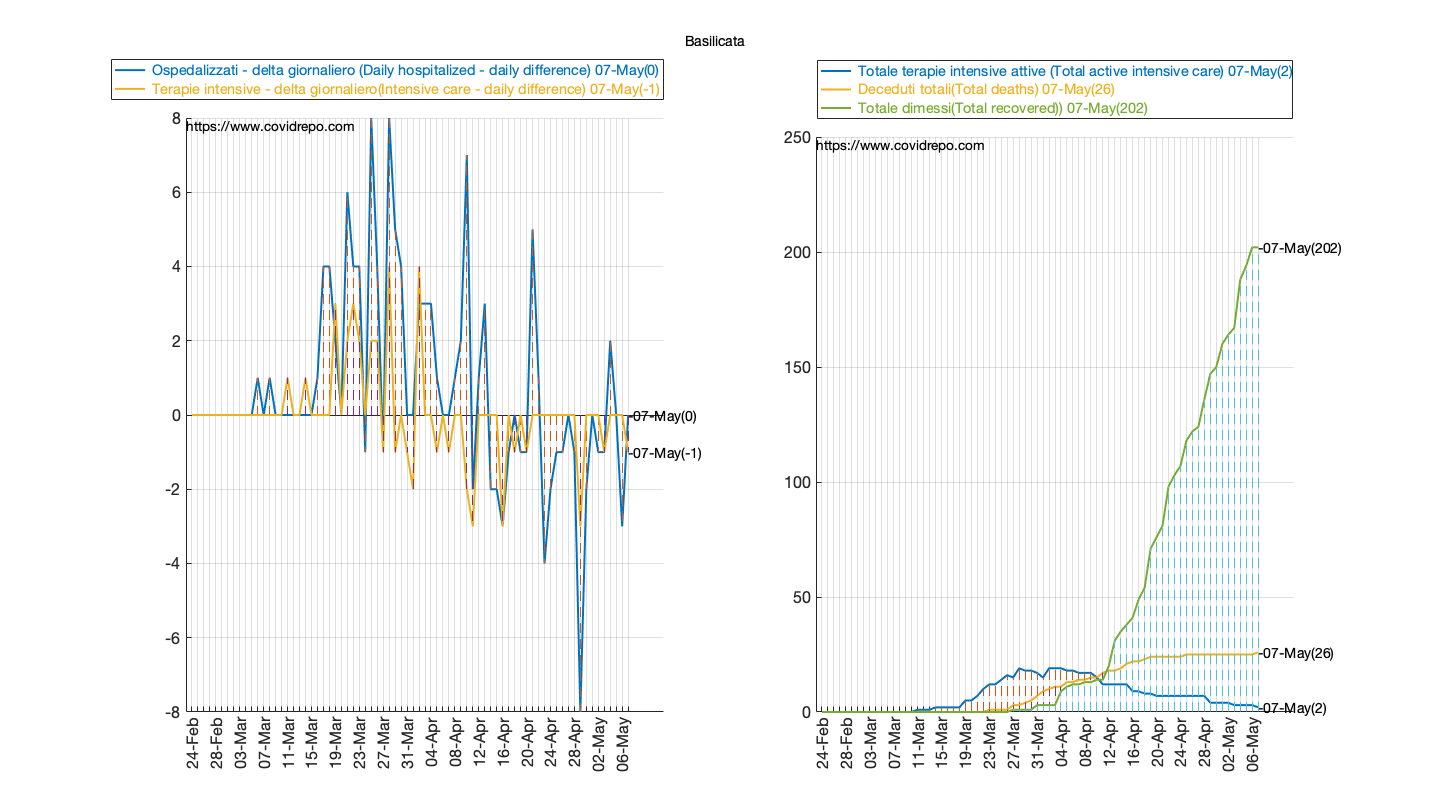 Basilicata
Ospedalizzati - delta giornaliero (Daily hospitalized - daily difference) 07-May(0)
Terapie intensive - delta giornaliero(Intensive care - daily difference) 07-May(-1)
https://www.covidrepo.com
8
6
4
2
0
-2
-4
-6
-8
-07-May(0)
-07-May(-1)
24-Feb
28-Feb
03-Mar
07-Mar
11-Mar
15-Mar
19-Mar
23-Mar
27-Mar
31-Mar
04-Apr
08-Apr
12-Apr
16-Apr
20-Apr
24-Apr
28-Apr
02-May
06-May
Totale terapie intensive attive (Total active intensive care) 07-May(2)
Deceduti totali(Total deaths) 07-May(26)
Totale dimessi(Total recovered)) 07-May(202)
https://www.covidrepo.com
250
200
150
100
50
0
-07-May(202)
-07-May(26)
-07-May(2)
24-Feb
28-Feb
03-Mar
07-Mar
11-Mar
15-Mar
19-Mar
23-Mar
27-Mar
31-Mar
04-Apr
08-Apr
12-Apr
16-Apr
20-Apr
24-Apr
28-Apr
02-May
06-May